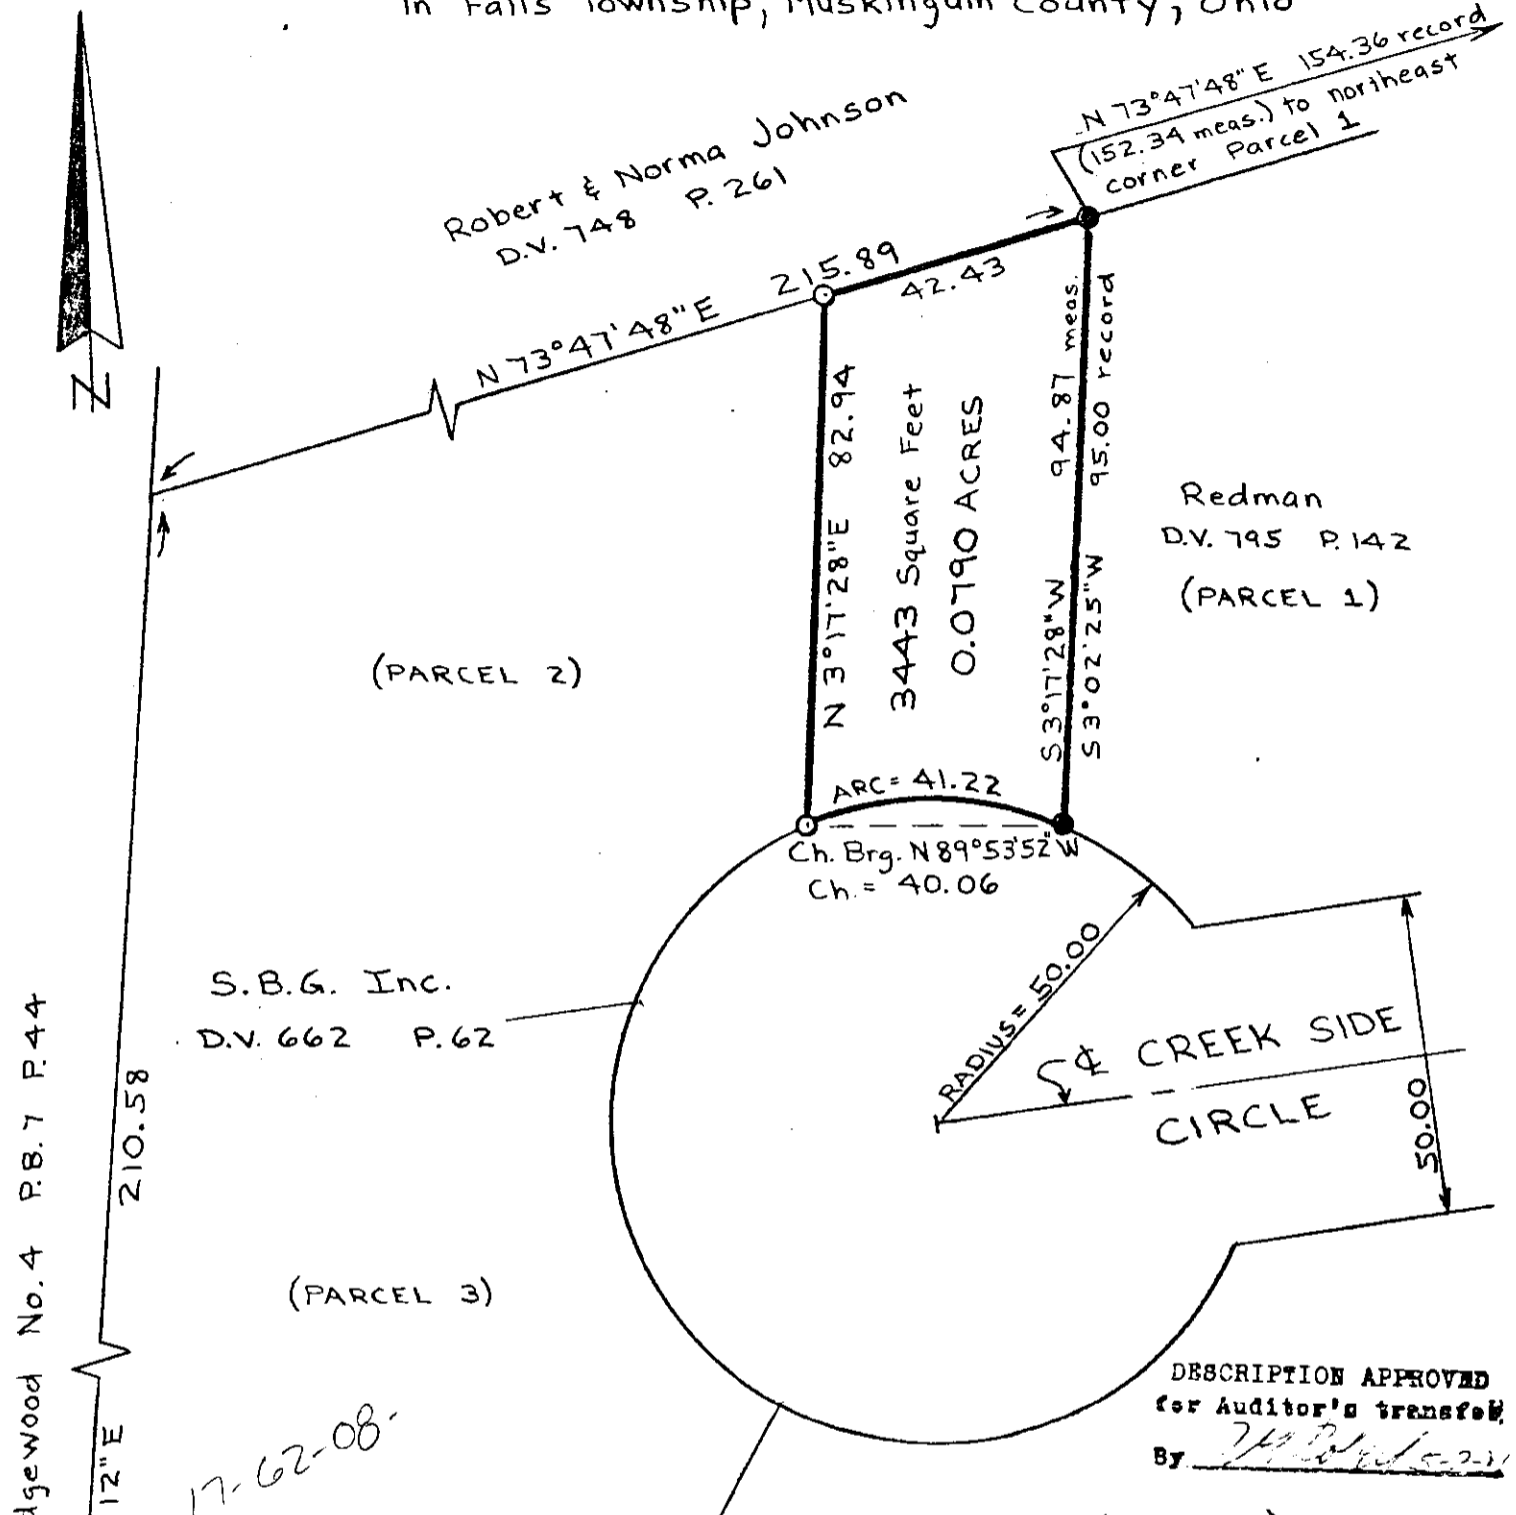 in Falls Township, Muskingum County, Ohio
N 73°47'48" E 154.36 record
(152.34 meas.) to northeast
corner Parcel 1
Robert & Norma Johnson
D.V. 748 P. 261
215.89
42.43
N 73°47'48" E
N
N 3°17'28" E 82.94
3443 Square Feet
0.0790 ACRES
S 3°17'28" W 94.87 meas.
S 3°02'25" W 95.00 record
Redman
D.V. 795 P. 142
(PARCEL 1)
(PARCEL 2)
ARC = 41.22
Ch. Brg. N 89°53'52" W
Ch. = 40.06
S.B.G. Inc.
D.V. 662 P. 62
RADIUS = 50.00
℄ CREEK SIDE
CIRCLE
50.00
210.58
(PARCEL 3)
dgewood No. 4 P.B. 7 P. 44
12" E
17-62-08-
DESCRIPTION APPROVED
for Auditor's transfer
By